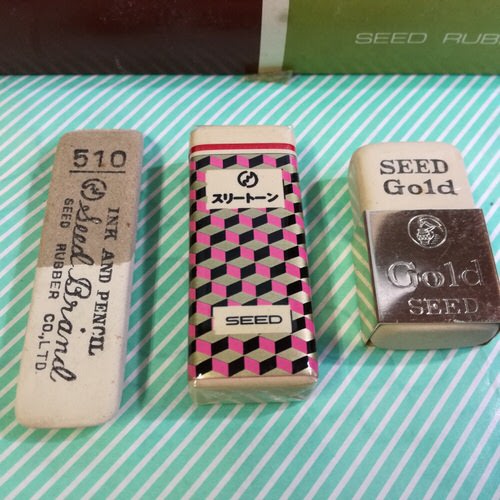 SEED RUB
510
INK AND PENCIL
Seed Brand
SEED RUBBER CO., LTD.
スリートーン
SEED
SEED
Gold
Gold
SEED